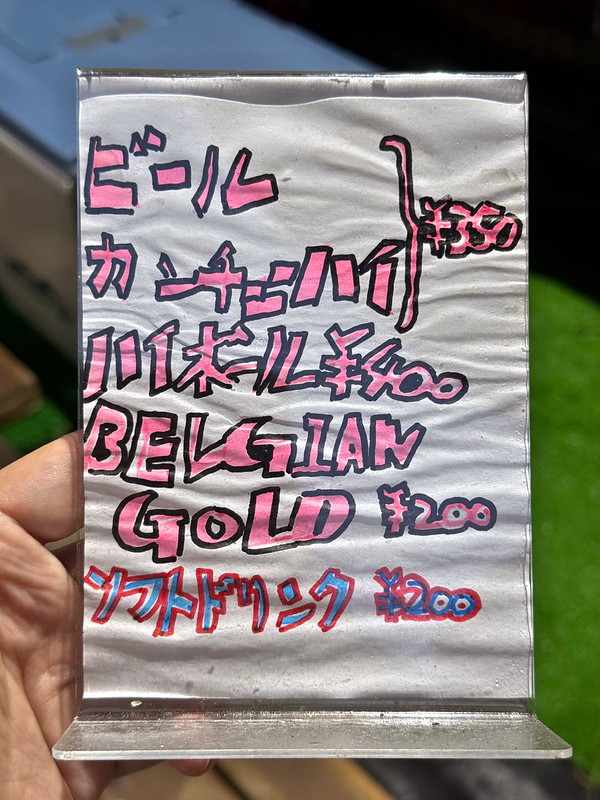 ビール
カンチューハイ
¥350
ハイボール ¥400
BELGIAN
GOLD ¥200
ソフトドリンク ¥200